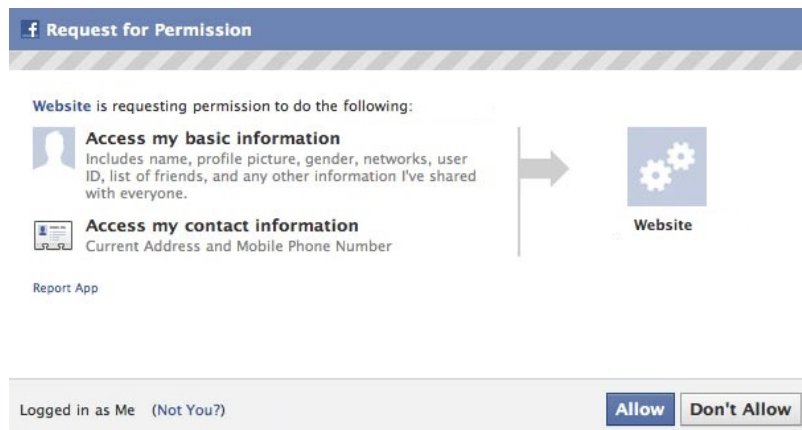 f Request for Permission
Website is requesting permission to do the following:
Access my basic information
Includes name, profile picture, gender, networks, user
ID, list of friends, and any other information I've shared
with everyone.
Access my contact information
Current Address and Mobile Phone Number
Website
Report App
Logged in as Me (Not You?)
Allow Don't Allow